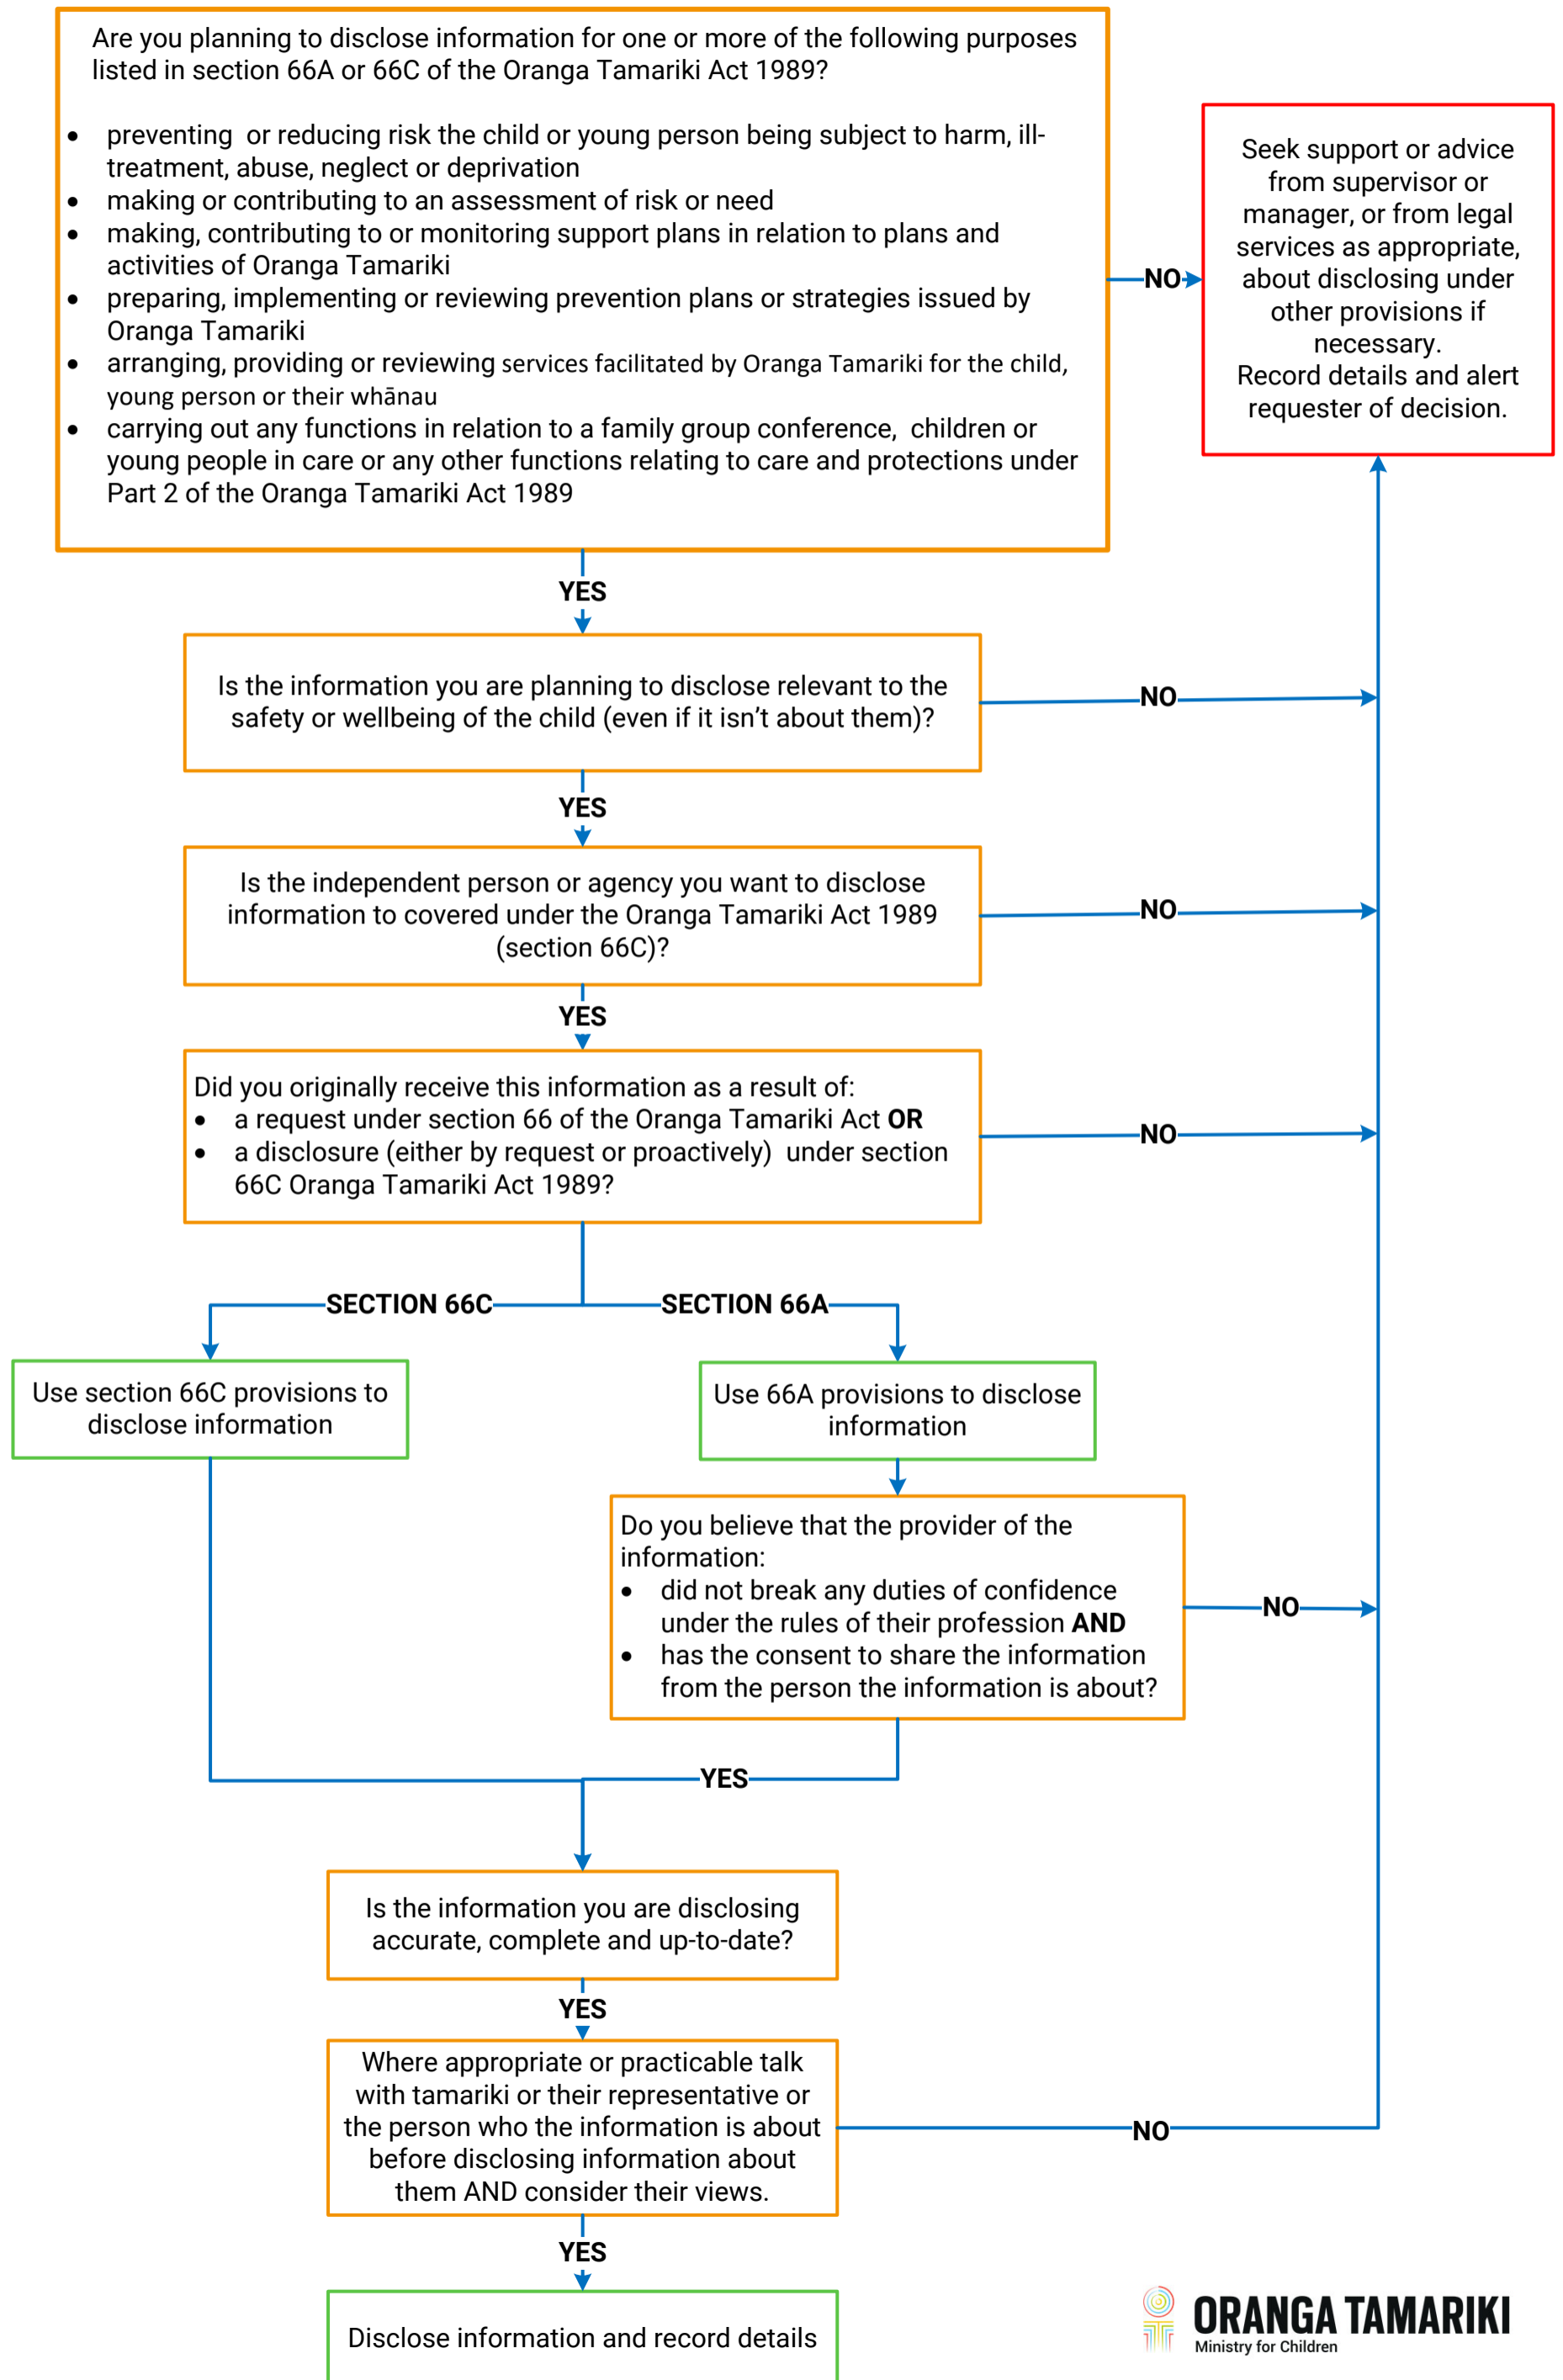 Are you planning to disclose information for one or more of the following purposes
listed in section 66A or 66C of the Oranga Tamariki Act 1989?
• preventing  or reducing risk the child or young person being subject to harm, ill-
treatment, abuse, neglect or deprivation
• making or contributing to an assessment of risk or need
• making, contributing to or monitoring support plans in relation to plans and
activities of Oranga Tamariki
• preparing, implementing or reviewing prevention plans or strategies issued by
Oranga Tamariki
• arranging, providing or reviewing services facilitated by Oranga Tamariki for the child,
young person or their whānau
• carrying out any functions in relation to a family group conference,  children or
young people in care or any other functions relating to care and protections under
Part 2 of the Oranga Tamariki Act 1989
NO
Seek support or advice
from supervisor or
manager, or from legal
services as appropriate,
about disclosing under
other provisions if
necessary.
Record details and alert
requester of decision.
YES
Is the information you are planning to disclose relevant to the
safety or wellbeing of the child (even if it isn’t about them)?
NO
YES
Is the independent person or agency you want to disclose
information to covered under the Oranga Tamariki Act 1989
(section 66C)?
NO
YES
Did you originally receive this information as a result of:
• a request under section 66 of the Oranga Tamariki Act OR
• a disclosure (either by request or proactively)  under section
66C Oranga Tamariki Act 1989?
NO
SECTION 66C
SECTION 66A
Use section 66C provisions to
disclose information
Use 66A provisions to disclose
information
Do you believe that the provider of the
information:
• did not break any duties of confidence
under the rules of their profession AND
• has the consent to share the information
from the person the information is about?
NO
YES
Is the information you are disclosing
accurate, complete and up-to-date?
YES
Where appropriate or practicable talk
with tamariki or their representative or
the person who the information is about
before disclosing information about
them AND consider their views.
NO
YES
Disclose information and record details
ORANGA TAMARIKI
Ministry for Children